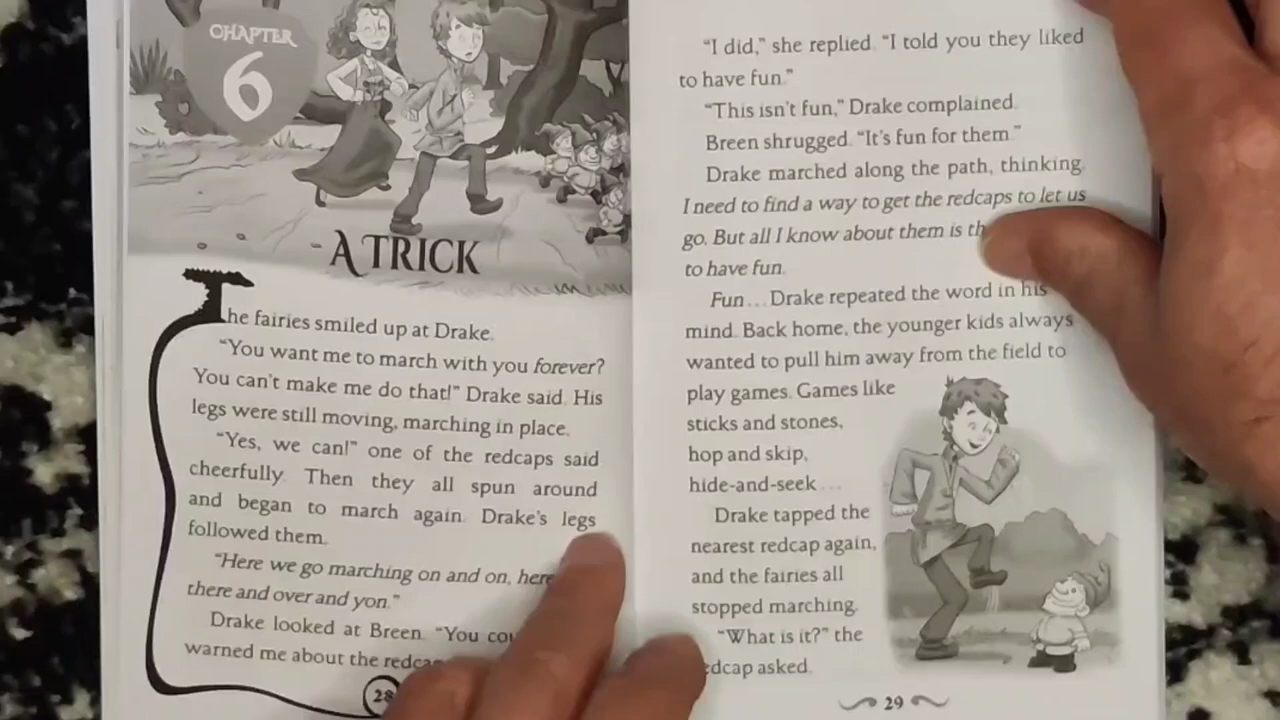 CHAPTER
6
A TRICK
The fairies smiled up at Drake.
“You want me to march with you forever?
You can’t make me do that!” Drake said. His
legs were still moving, marching in place.
“Yes, we can!” one of the redcaps said
cheerfully. Then they all spun around
and began to march again. Drake’s legs
followed them.
“Here we go marching on and on, here
there and over and yon.”
Drake looked at Breen. “You
warned me about the
28
“I did,” she replied. “I told you they liked
to have fun.”
“This isn’t fun,” Drake complained.
Breen shrugged. “It’s fun for them.”
Drake marched along the path, thinking.
I need to find a way to get the redcaps to let us
go. But all I know about them is
to have fun.
Fun... Drake repeated the word in his
mind. Back home, the younger kids always
wanted to pull him away from the field to
play games. Games like
sticks and stones,
hop and skip,
hide-and-seek...
Drake tapped the
nearest redcap again,
and the fairies all
stopped marching.
“What is it?” the
redcap asked.
29